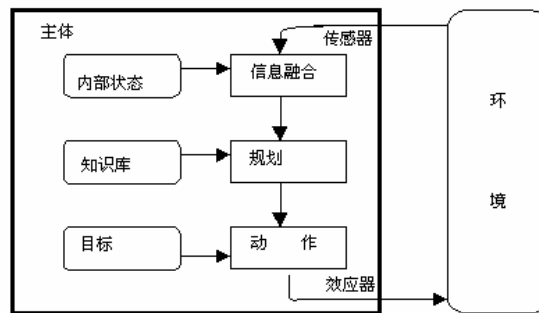 主体
传感器
内部状态
信息融合
环
知识库
规划
境
目标
动 作
效应器